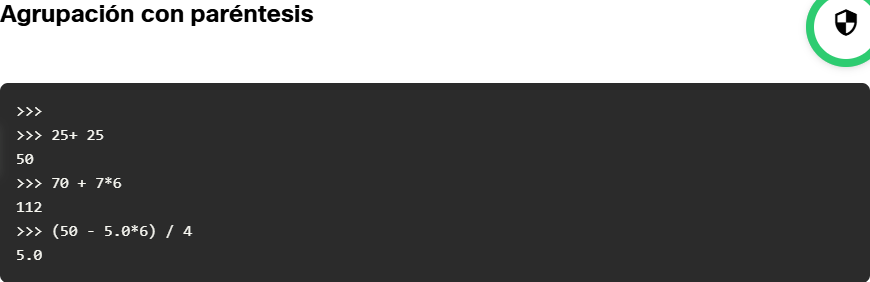 Agrupación con paréntesis
>>>
>>> 25+ 25
50
>>> 70 + 7*6
112
>>> (50 - 5.0*6) / 4
5.0